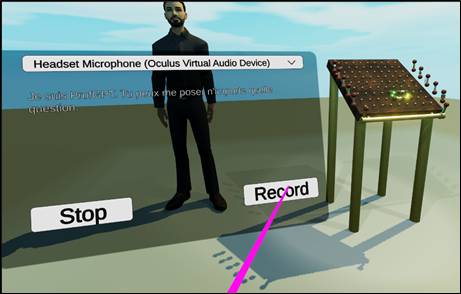 Headset Microphone (Oculus Virtual Audio Device)
Je suis ProfGPT. Tu peux me poser n'importe quelle
question.
Stop
Record